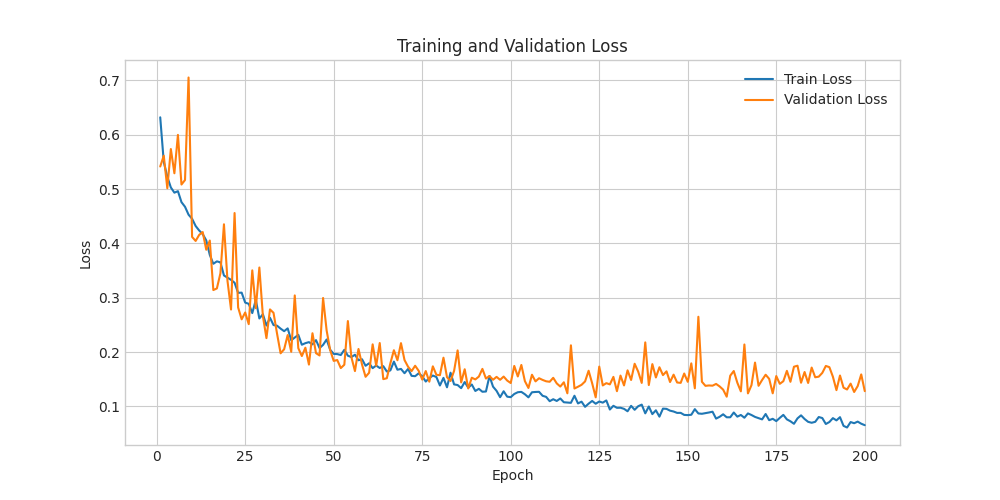 Training and Validation Loss
Train Loss
Validation Loss
0.7
0.6
0.5
0.4
0.3
0.2
0.1
Loss
0 25 50 75 100 125 150 175 200
Epoch